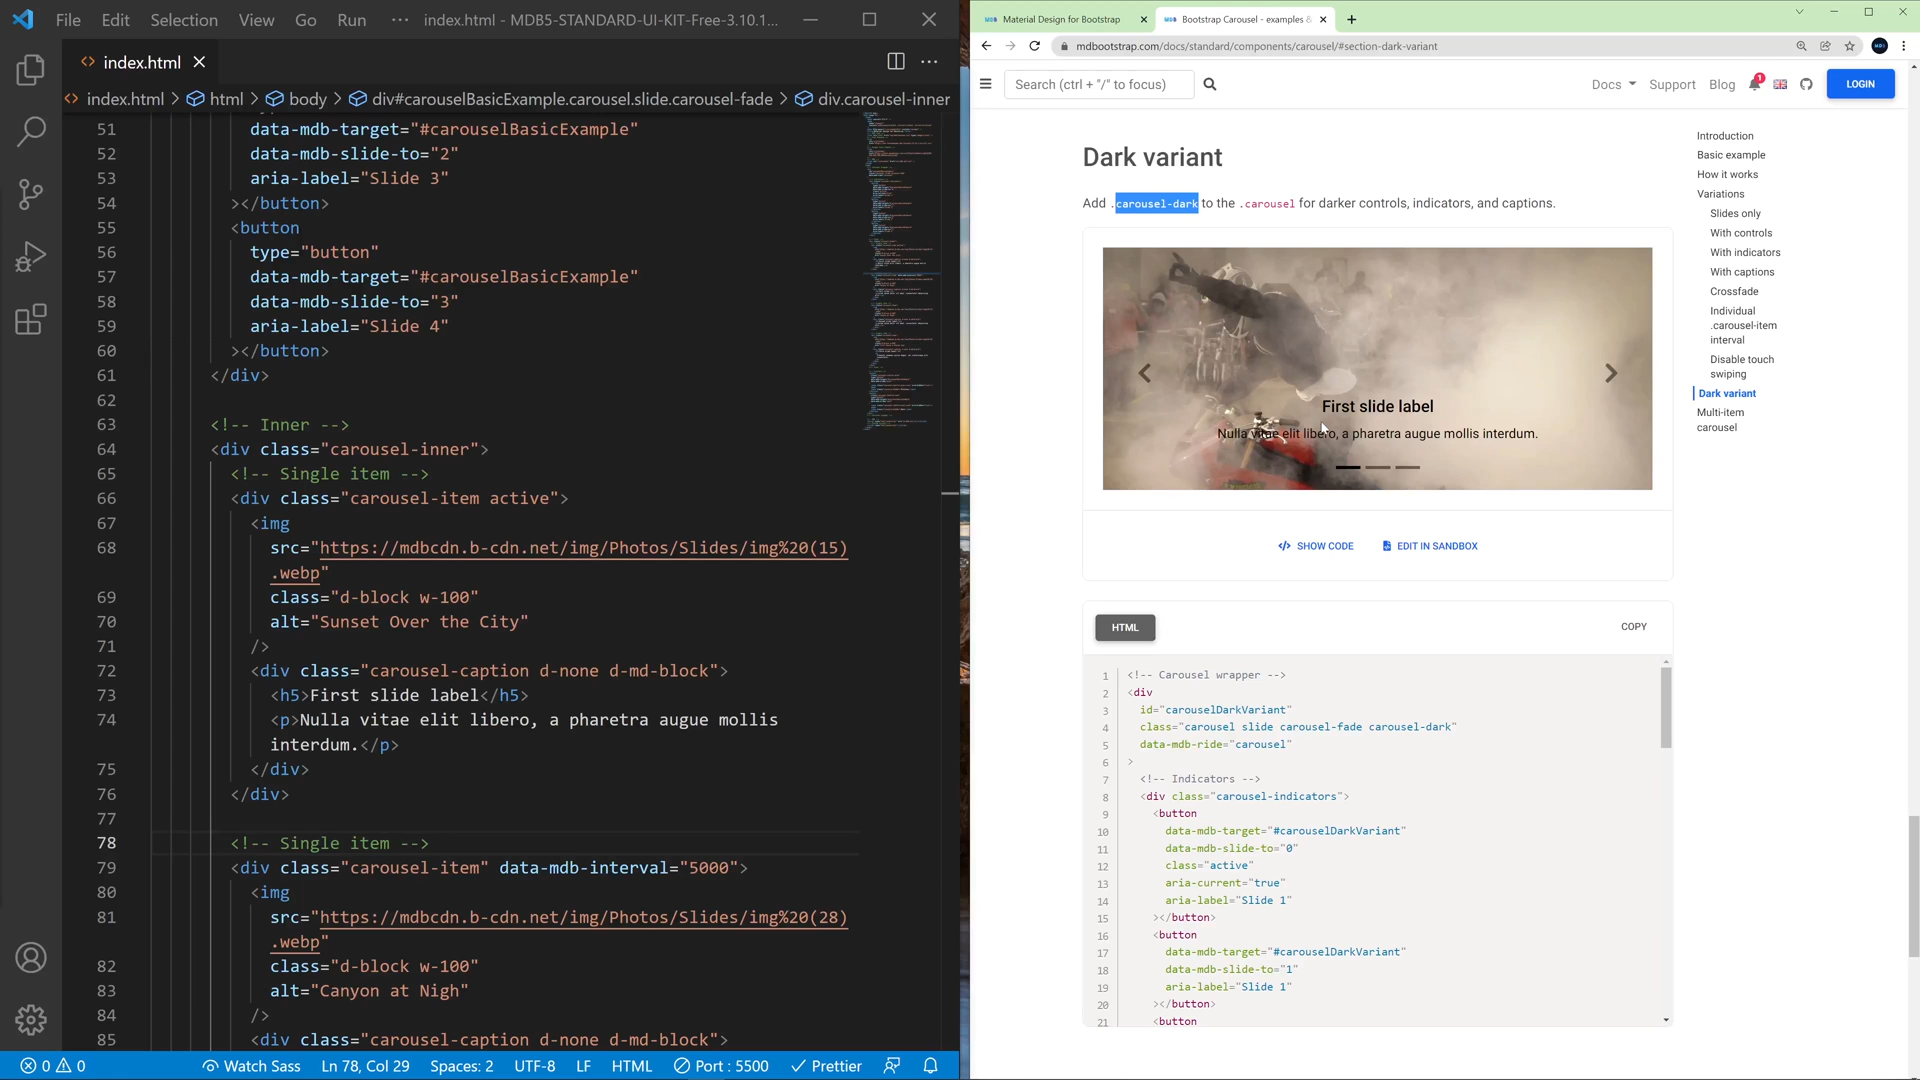 File Edit Selection View Go Run ··· index.html - MDB5-STANDARD-UI-KIT-Free-3.10.1...
index.html
index.html > html > body > div#carouselBasicExample.carousel.slide.carousel-fade > div.carousel-inner
51 data-mdb-target="#carouselBasicExample"
52 data-mdb-slide-to="2"
53 aria-label="Slide 3"
54 ></button>
55 <button
56 type="button"
57 data-mdb-target="#carouselBasicExample"
58 data-mdb-slide-to="3"
59 aria-label="Slide 4"
60 ></button>
61 </div>
62
63 <!-- Inner -->
64 <div class="carousel-inner">
65 <!-- Single item -->
66 <div class="carousel-item active">
67 <img
68 src="https://mdbcdn.b-cdn.net/img/Photos/Slides/img%20(15)
.webp"
69 class="d-block w-100"
70 alt="Sunset Over the City"
71 />
72 <div class="carousel-caption d-none d-md-block">
73 <h5>First slide label</h5>
74 <p>Nulla vitae elit libero, a pharetra augue mollis
interdum.</p>
75 </div>
76 </div>
77
78 <!-- Single item -->
79 <div class="carousel-item" data-mdb-interval="5000">
80 <img
81 src="https://mdbcdn.b-cdn.net/img/Photos/Slides/img%20(28)
.webp"
82 class="d-block w-100"
83 alt="Canyon at Nigh"
84 />
85 <div class="carousel-caption d-none d-md-block">
0 0 Watch Sass Ln 78, Col 29 Spaces: 2 UTF-8 LF HTML Port : 5500 Prettier
Material Design for Bootstrap
Bootstrap Carousel - examples &
mdbootstrap.com/docs/standard/components/carousel/#section-dark-variant
Search (ctrl + "/" to focus)
Docs Support Blog 1 LOGIN
Dark variant
Add .carousel-dark to the .carousel for darker controls, indicators, and captions.
First slide label
Nulla vitae elit libero, a pharetra augue mollis interdum.
SHOW CODE EDIT IN SANDBOX
HTML COPY
1 <!-- Carousel wrapper -->
2 <div
3 id="carouselDarkVariant"
4 class="carousel slide carousel-fade carousel-dark"
5 data-mdb-ride="carousel"
6 >
7 <!-- Indicators -->
8 <div class="carousel-indicators">
9 <button
10 data-mdb-target="#carouselDarkVariant"
11 data-mdb-slide-to="0"
12 class="active"
13 aria-current="true"
14 aria-label="Slide 1"
15 ></button>
16 <button
17 data-mdb-target="#carouselDarkVariant"
18 data-mdb-slide-to="1"
19 aria-label="Slide 1"
20 ></button>
21 <button
Introduction
Basic example
How it works
Variations
Slides only
With controls
With indicators
With captions
Crossfade
Individual
.carousel-item
interval
Disable touch
swiping
Dark variant
Multi-item
carousel